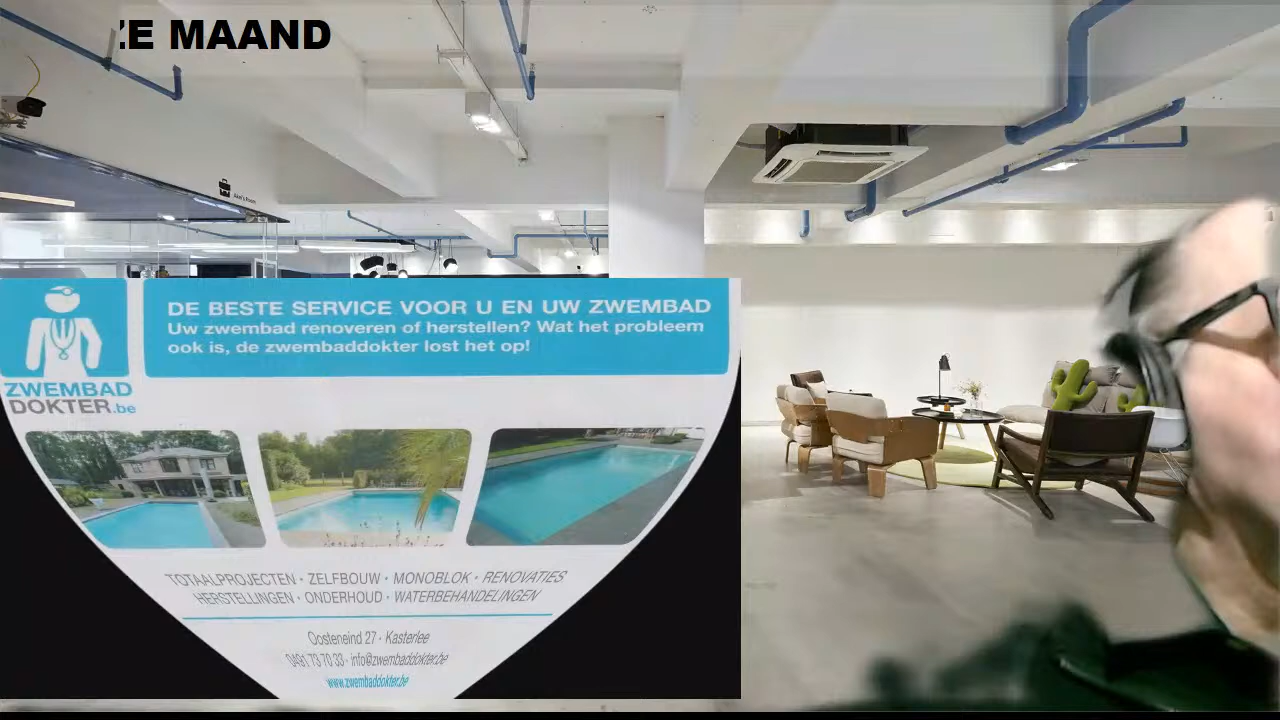 ZE MAAND
DE BESTE SERVICE VOOR U EN UW ZWEMBAD
Uw zwembad renoveren of herstellen? Wat het probleem
ook is, de zwembaddokter lost het op!
ZWEMBAD
DOKTER.be
TOTAALPROJECTEN · ZELFBOUW · MONOBLOK · RENOVATIES
HERSTELLINGEN · ONDERHOUD · WATERBEHANDELINGEN
Oosteneind 27 · Kasterlee
0491 73 70 33 · info@zwembaddokter.be
www.zwembaddokter.be